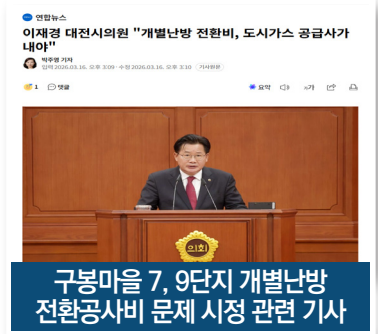 연합뉴스
이재경 대전시의원 "개별난방 전환비, 도시가스 공급사가
내야"
박주영 기자
입력 2026.03.16. 오후 3:09 · 수정 2026.03.16. 오후 3:10 기사원문
1 댓글 요약 가
의회
구봉마을 7, 9단지 개별난방
전환공사비 문제 시정 관련 기사